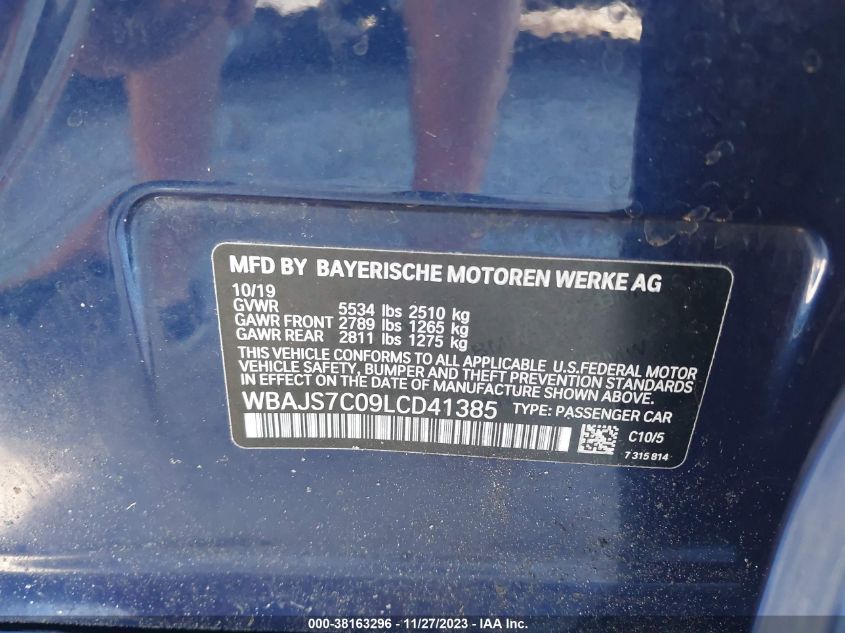 MFD BY BAYERISCHE MOTOREN WERKE AG
10/19
GVWR 5534 lbs 2510 kg
GAWR FRONT 2789 lbs 1265 kg
GAWR REAR 2811 lbs 1275 kg
THIS VEHICLE CONFORMS TO ALL APPLICABLE U.S.FEDERAL MOTOR
VEHICLE SAFETY, BUMPER AND THEFT PREVENTION STANDARDS
IN EFFECT ON THE DATE OF MANUFACTURE SHOWN ABOVE.
WBAJS7C09LCD41385 TYPE: PASSENGER CAR
C10/5
7 315 814
000-38163296 - 11/27/2023 - IAA.